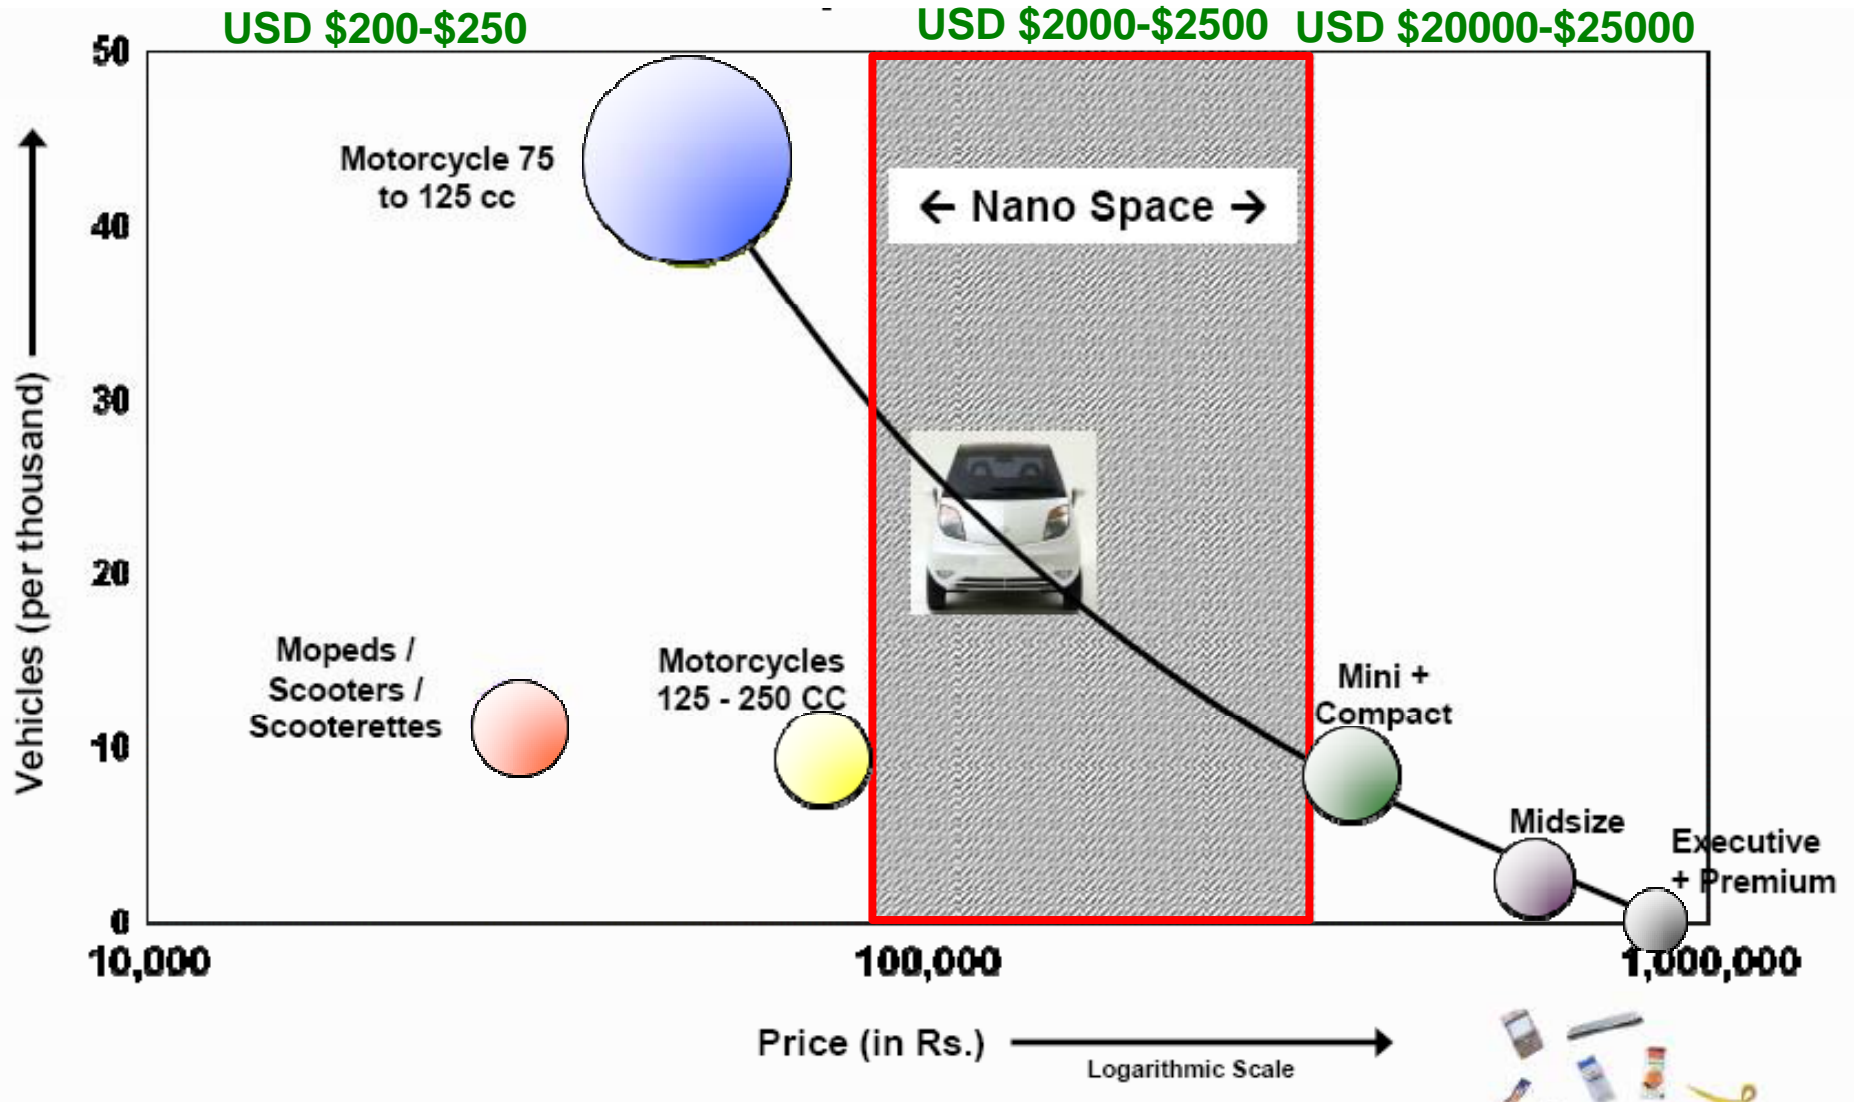 USD $200-$250
USD $2000-$2500
USD $20000-$25000
50
40
30
20
10
0
Vehicles (per thousand)
Motorcycle 75
to 125 cc
← Nano Space →
Mopeds /
Scooters /
Scooterettes
Motorcycles
125 - 250 CC
Mini +
Compact
Midsize
Executive
+ Premium
10,000
100,000
1,000,000
Price (in Rs.)
Logarithmic Scale